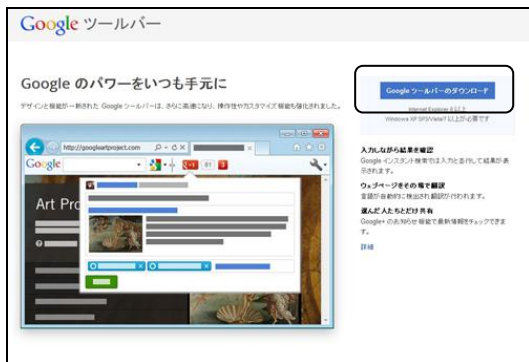 Google ツールバー
Google のパワーをいつも手元に
デザインと機能が一新された Google ツールバーは、さらに高速になり、操作性やカスタマイズ機能も強化されました。
Google ツールバーのダウンロード
Internet Explorer 6 以上
Windows XP SP3/Vista/7 以上が必要です
http://googleartproject.com
Google
g+1
81
8
Art Pro
入力しながら結果を確認
Google インスタント検索では入力と並行して結果が表示されます。
ウェブページをその場で翻訳
言語が自動的に検出され翻訳が行われます。
選んだ人たちとだけ共有
Google+ のお知らせ機能で最新情報をチェックできます。
詳細